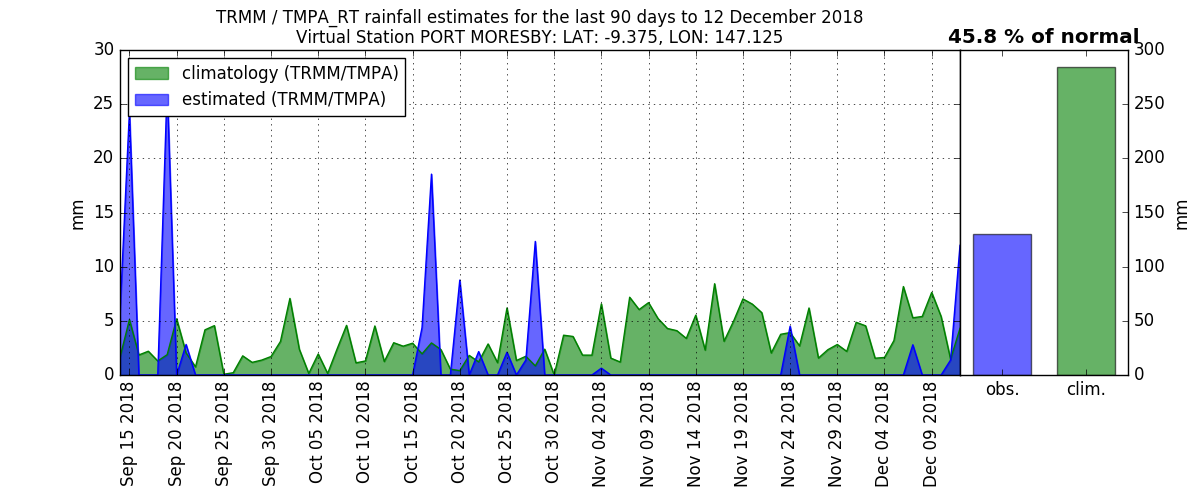 TRMM / TMPA_RT rainfall estimates for the last 90 days to 12 December 2018
Virtual Station PORT MORESBY: LAT: -9.375, LON: 147.125
45.8 % of normal
climatology (TRMM/TMPA)
estimated (TRMM/TMPA)
30
25
20
15
10
5
0
mm
Sep 15 2018
Sep 20 2018
Sep 25 2018
Sep 30 2018
Oct 05 2018
Oct 10 2018
Oct 15 2018
Oct 20 2018
Oct 25 2018
Oct 30 2018
Nov 04 2018
Nov 09 2018
Nov 14 2018
Nov 19 2018
Nov 24 2018
Nov 29 2018
Dec 04 2018
Dec 09 2018
obs.
clim.
300
250
200
150
100
50
0
mm